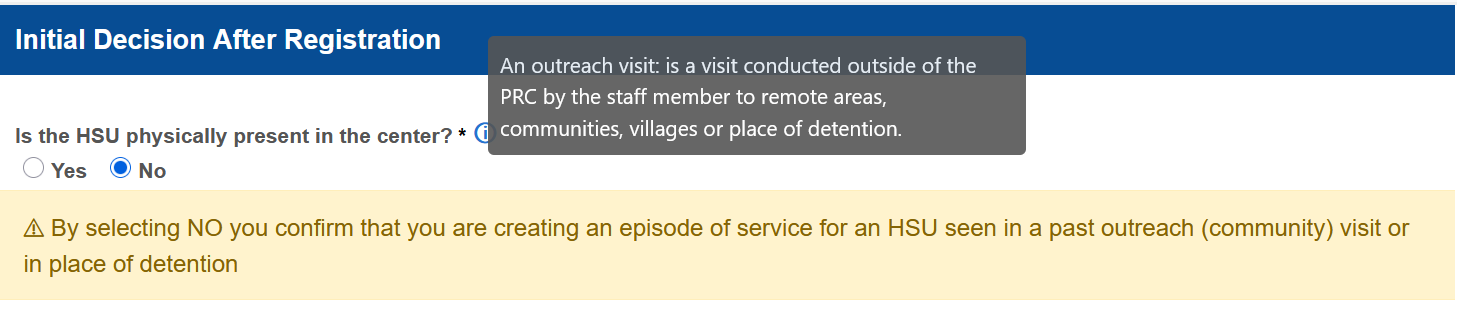 Initial Decision After Registration
An outreach visit: is a visit conducted outside of the
PRC by the staff member to remote areas,
communities, villages or place of detention.
Is the HSU physically present in the center? *
Yes No
⚠ By selecting NO you confirm that you are creating an episode of service for an HSU seen in a past outreach (community) visit or
in place of detention